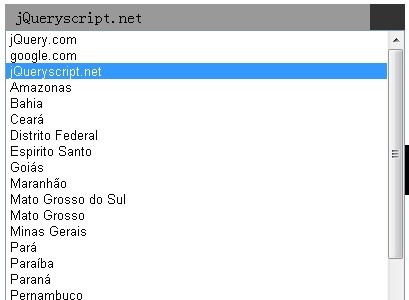 jQueryscript.net
jQuery.com
google.com
jQueryscript.net
Amazonas
Bahia
Ceará
Distrito Federal
Espirito Santo
Goiás
Maranhão
Mato Grosso do Sul
Mato Grosso
Minas Gerais
Pará
Paraíba
Paraná
Pernambuco